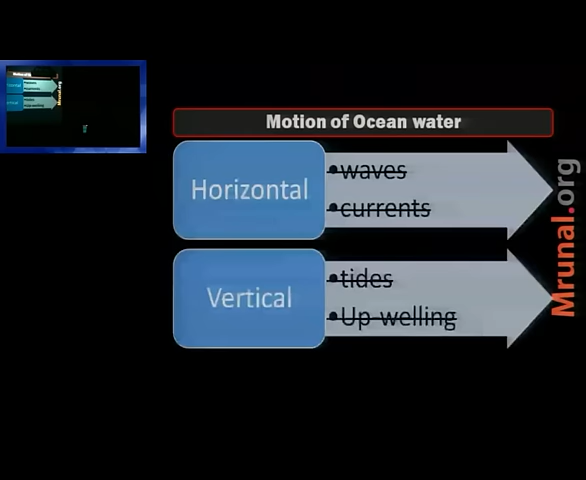 Motion of Ocean water
Horizontal
•waves
•currents
Vertical
•tides
•Up-welling
Mrunal.org